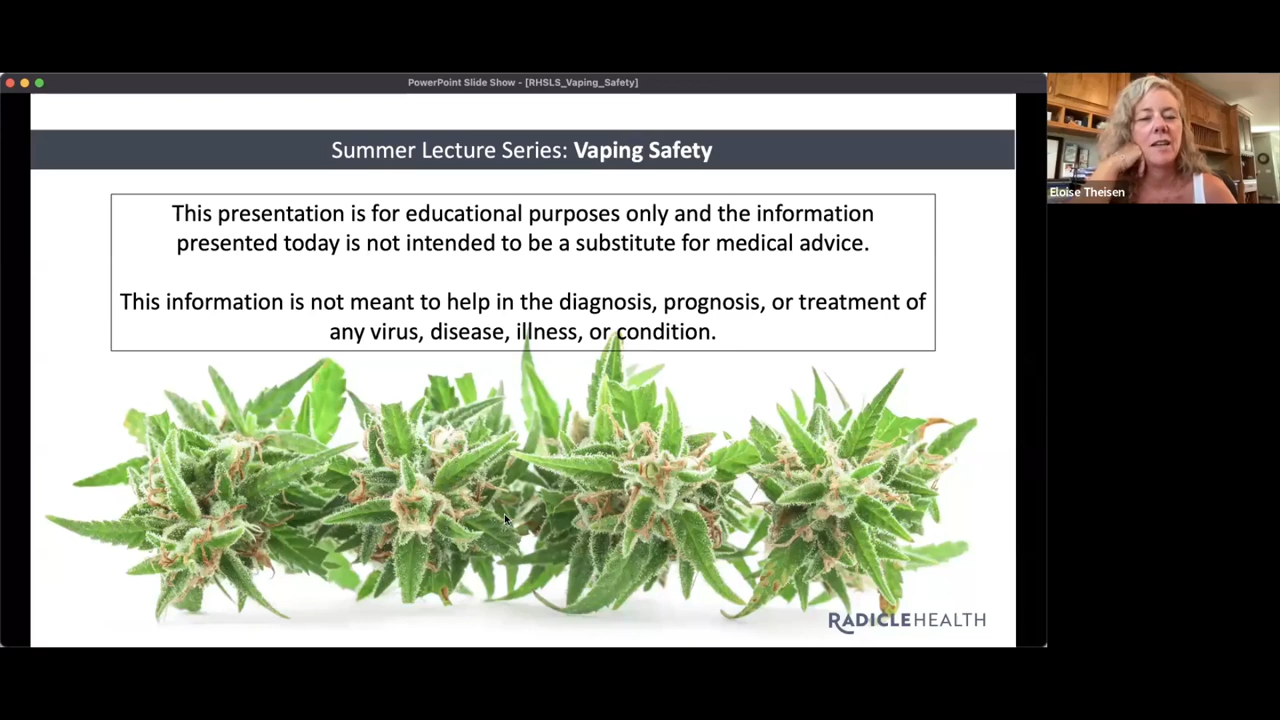 PowerPoint Slide Show - [RHSLS_Vaping_Safety]
Summer Lecture Series: Vaping Safety
This presentation is for educational purposes only and the information
presented today is not intended to be a substitute for medical advice.
This information is not meant to help in the diagnosis, prognosis, or treatment of
any virus, disease, illness, or condition.
RADICLEHEALTH
Eloise Theisen